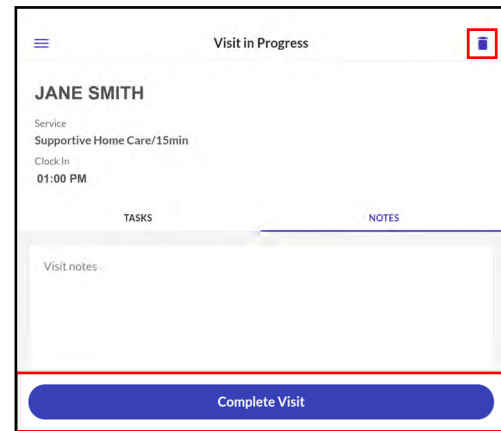 Visit in Progress
JANE SMITH
Service
Supportive Home Care/15min
Clock In
01:00 PM
TASKS NOTES
Visit notes
Complete Visit